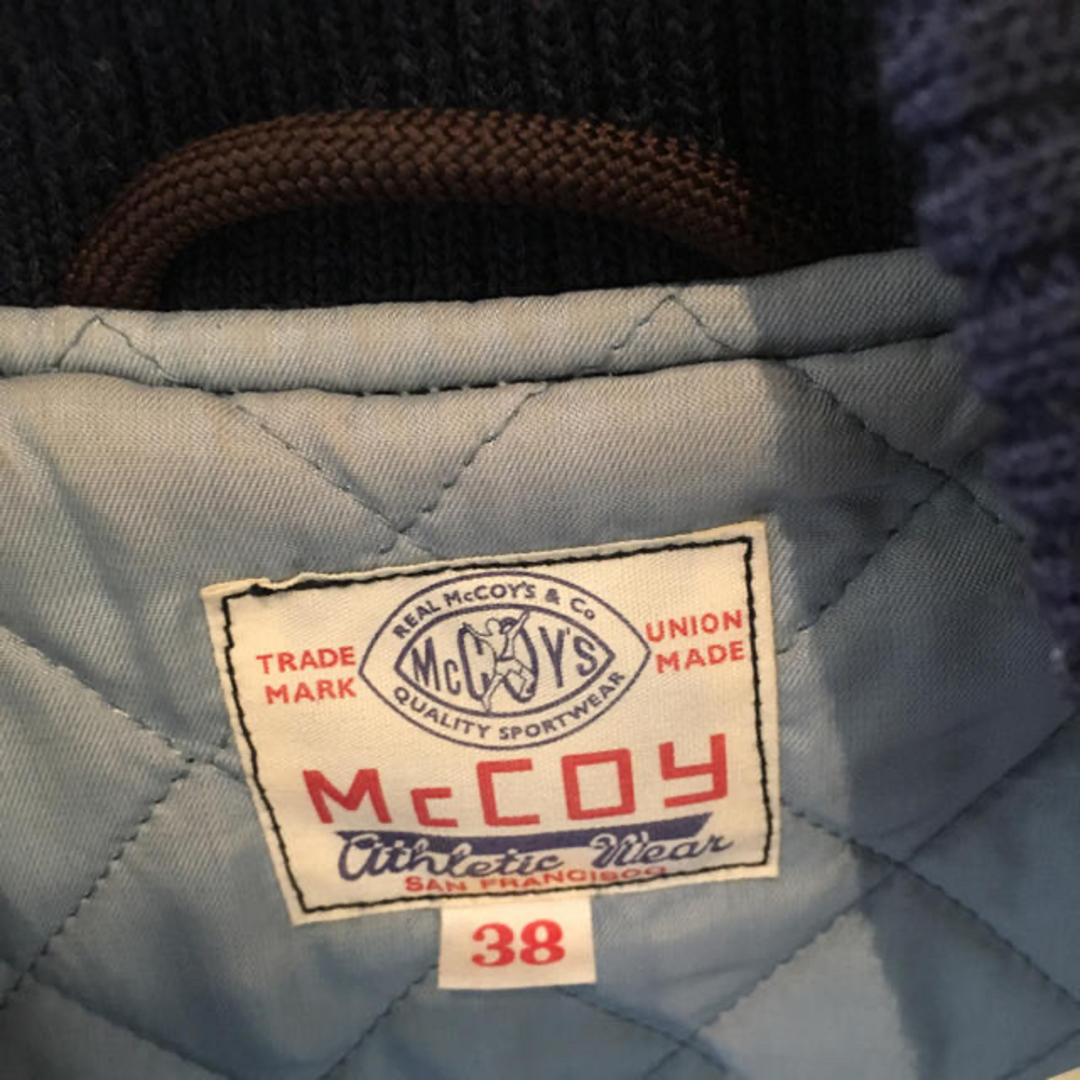 REAL McCOY'S & Co
McCOY'S
QUALITY SPORTWEAR
TRADE
MARK
UNION
MADE
McCOY
Athletic Wear
SAN FRANCISCO
38